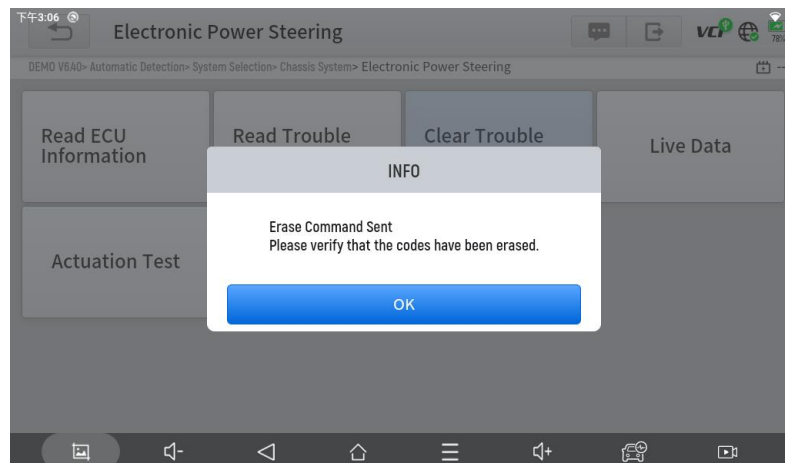 下午3:06
Electronic Power Steering
VCP
78%
DEMO V6.40> Automatic Detection> System Selection> Chassis System> Electronic Power Steering
--
Read ECU
Information
Read Trouble
Clear Trouble
Live Data
INFO
Erase Command Sent
Please verify that the codes have been erased.
OK
Actuation Test